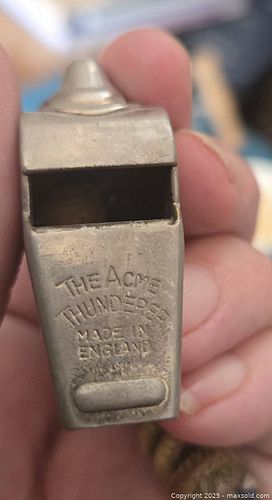 THE ACME
THUNDERER
MADE IN
ENGLAND
Copyright © 2025 - maxsold.com